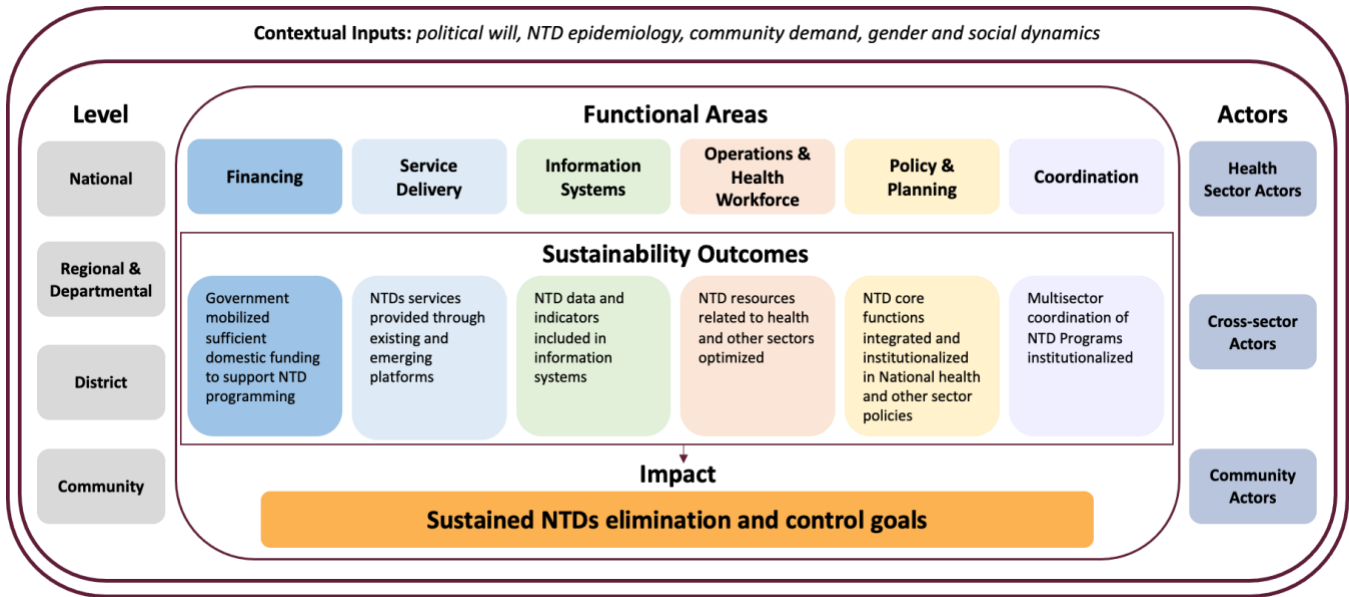 Contextual Inputs: political will, NTD epidemiology, community demand, gender and social dynamics
Level
National
Regional &
Departmental
District
Community
Functional Areas
Financing
Service
Delivery
Information
Systems
Operations &
Health
Workforce
Policy &
Planning
Coordination
Sustainability Outcomes
Government
mobilized
sufficient
domestic funding
to support NTD
programming
NTDs services
provided through
existing and
emerging
platforms
NTD data and
indicators
included in
information
systems
NTD resources
related to health
and other sectors
optimized
NTD core
functions
integrated and
institutionalized
in National health
and other sector
policies
Multisector
coordination of
NTD Programs
institutionalized
Impact
Sustained NTDs elimination and control goals
Actors
Health
Sector Actors
Cross-sector
Actors
Community
Actors